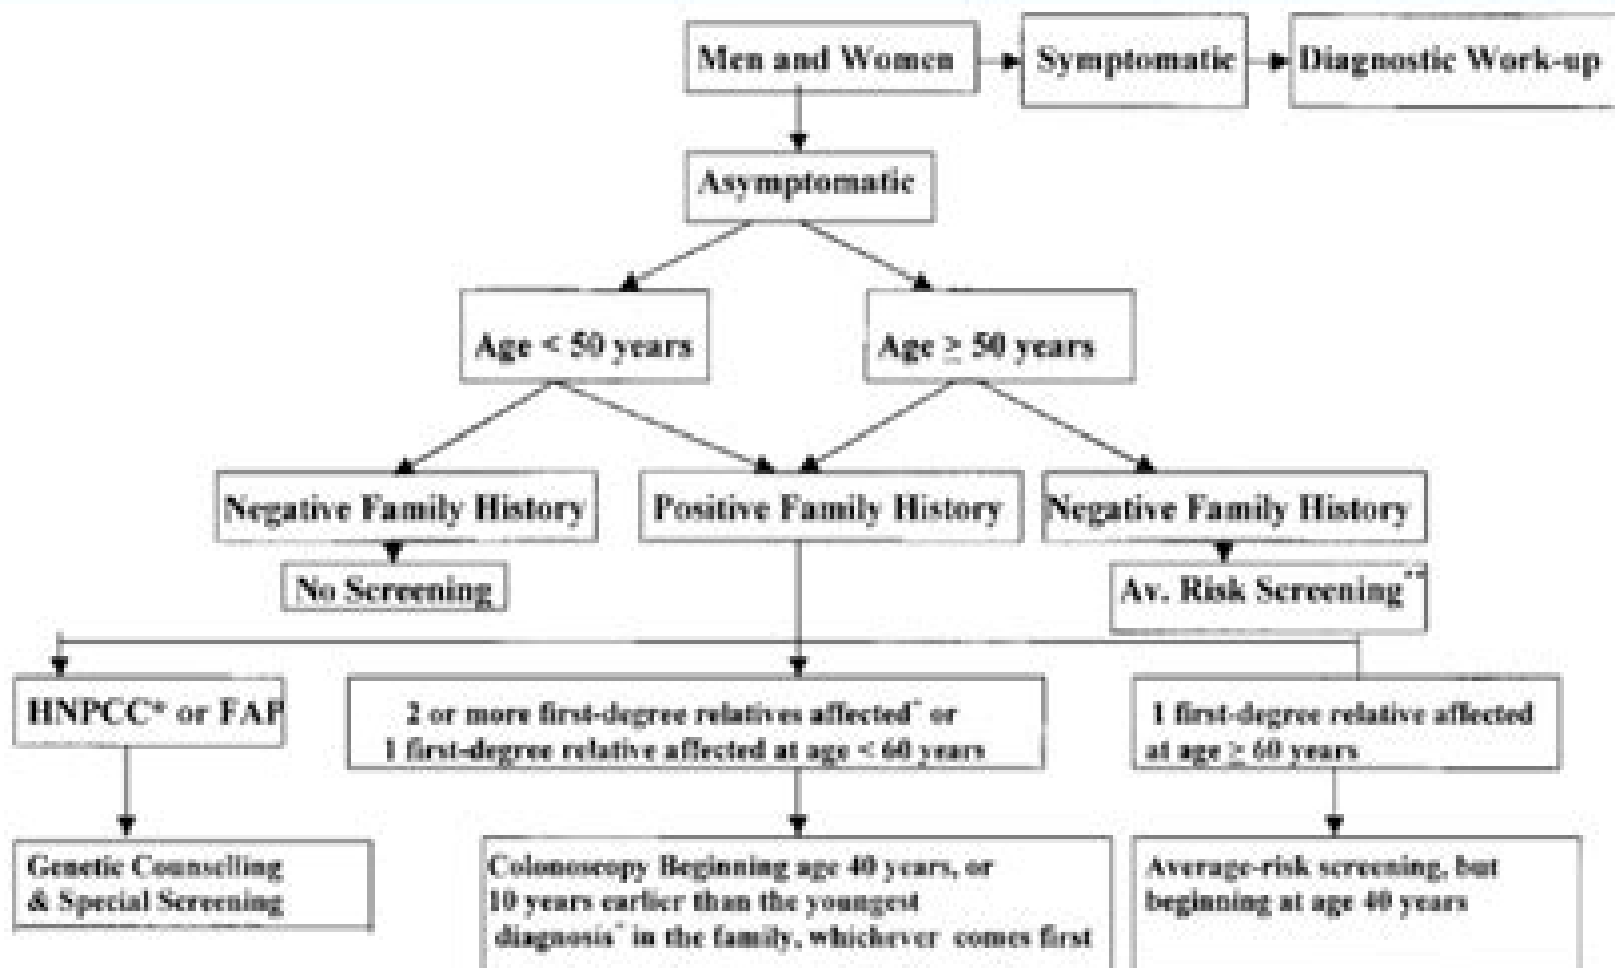 Men and Women
Symptomatic
Diagnostic Work-up
Asymptomatic
Age < 50 years
Age ≥ 50 years
Negative Family History
Positive Family History
Negative Family History
No Screening
Av. Risk Screening**
HNPCC* or FAP
2 or more first-degree relatives affected* or
1 first-degree relative affected at age < 60 years
1 first-degree relative affected
at age ≥ 60 years
Genetic Counselling
& Special Screening
Colonoscopy Beginning age 40 years, or
10 years earlier than the youngest
diagnosis* in the family, whichever comes first
Average-risk screening, but
beginning at age 40 years